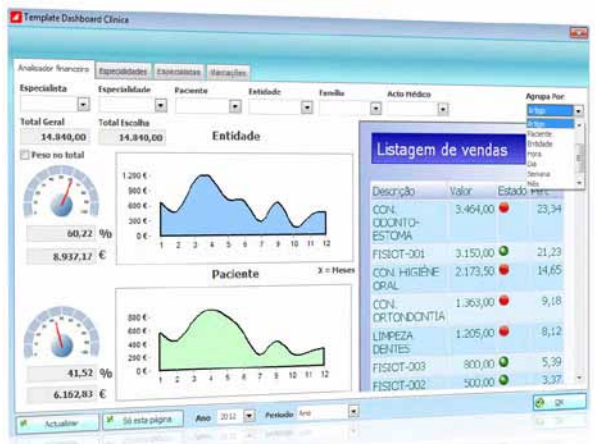 Template Dashboard Clínica
Analisador financeiro Especialidades Especialistas Marcações
Especialista Especialidade Paciente Entidade Família Acto Médico Agrupa Por:
Artigo
Total Geral Total Escolha
14.840,00 14.840,00
Artigo
Paciente
Entidade
Hora
Dia
Semana
Mês
Peso no total
Entidade
1.200 €
900 €
600 €
300 €
0 €
1 2 3 4 5 6 7 8 9 10 11 12
60,22 %
8.937,17 €
Paciente X = Meses
800 €
600 €
400 €
200 €
0 €
1 2 3 4 5 6 7 8 9 10 11 12
41,52 %
6.162,83 €
Listagem de vendas
Descrição Valor Estado Perc.
CON. ODONTO-ESTOMA 3.464,00 23,34
FISIOT-001 3.150,00 21,23
CON. HIGIÉNE ORAL 2.173,50 14,65
CON. ORTONDONTIA 1.363,00 9,18
LIMPEZA DENTES 1.205,00 8,12
FISIOT-003 800,00 5,39
FISIOT-002 500,00 3,37
Actualizar Só esta página Ano 2012 Período Ano OK